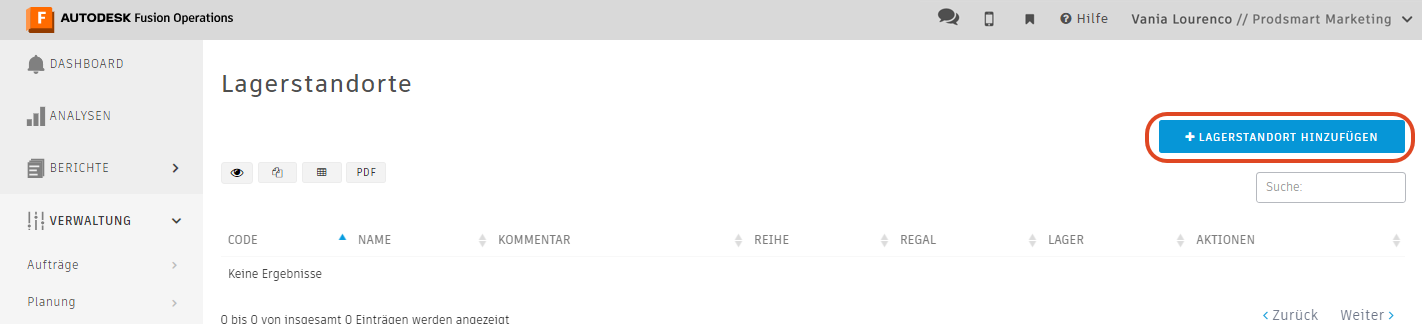 F AUTODESK Fusion Operations
Hilfe
Vania Lourenco // Prodsmart Marketing
DASHBOARD
ANALYSEN
BERICHTE
VERWALTUNG
Aufträge
Planung
Lagerstandorte
+ LAGERSTANDORT HINZUFÜGEN
PDF
Suche:
CODE NAME KOMMENTAR REIHE REGAL LAGER AKTIONEN
Keine Ergebnisse
0 bis 0 von insgesamt 0 Einträgen werden angezeigt
‹ Zurück Weiter ›